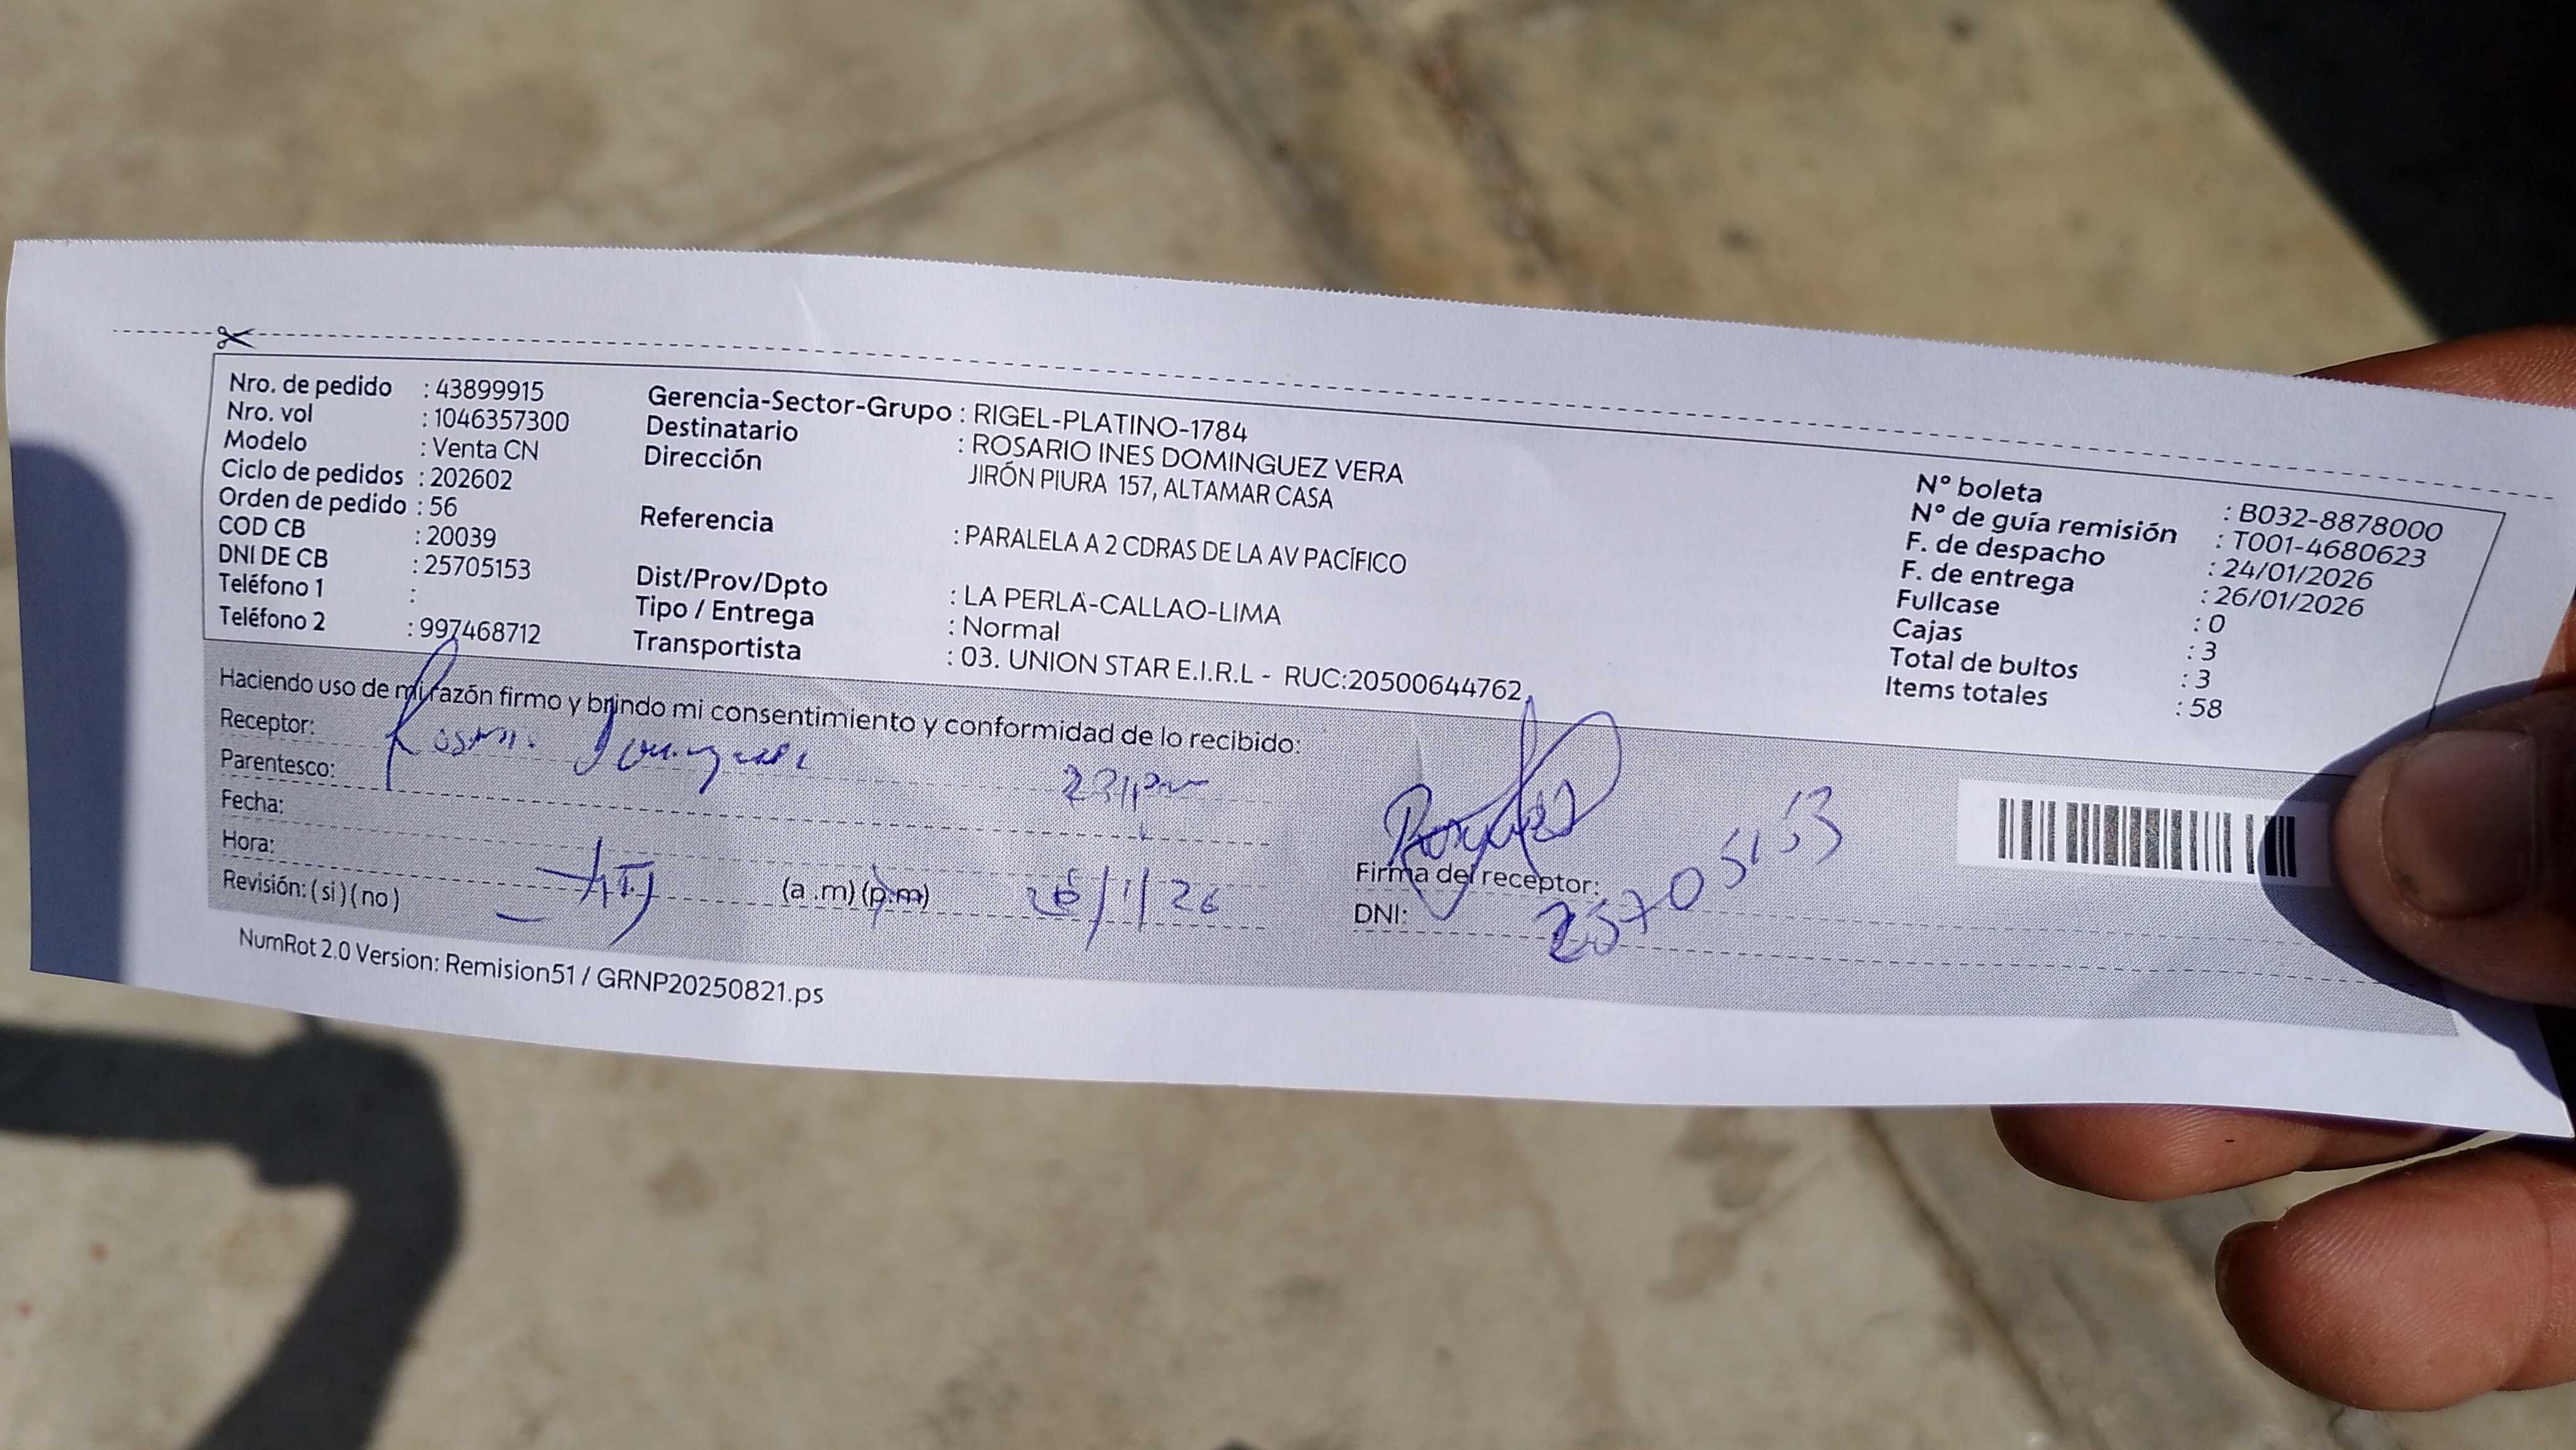 Nro. de pedido : 43899915
Nro. vol : 1046357300
Modelo : Venta CN
Ciclo de pedidos : 202602
Orden de pedido : 56
COD CB : 20039
DNI DE CB : 25705153
Teléfono 1 :
Teléfono 2 : 997468712
Gerencia-Sector-Grupo : RIGEL-PLATINO-1784
Destinatario : ROSARIO INES DOMINGUEZ VERA
Dirección JIRÓN PIURA 157, ALTAMAR CASA
Referencia : PARALELA A 2 CDRAS DE LA AV PACÍFICO
Dist/Prov/Dpto : LA PERLA-CALLAO-LIMA
Tipo / Entrega : Normal
Transportista : 03. UNION STAR E.I.R.L - RUC:20500644762
N° boleta : B032-8878000
N° de guía remisión : T001-4680623
F. de despacho : 24/01/2026
F. de entrega : 26/01/2026
Fullcase : 0
Cajas : 3
Total de bultos : 3
Items totales : 58
Haciendo uso de mi razón firmo y brindo mi consentimiento y conformidad de lo recibido:
Receptor:
Parentesco:
Fecha:
Hora: (a.m) (p.m) 26/1/26
Revisión: (si) (no)
Firma del receptor:
DNI: 25705153
NumRot 2.0 Version: Remision51 / GRNP20250821.ps